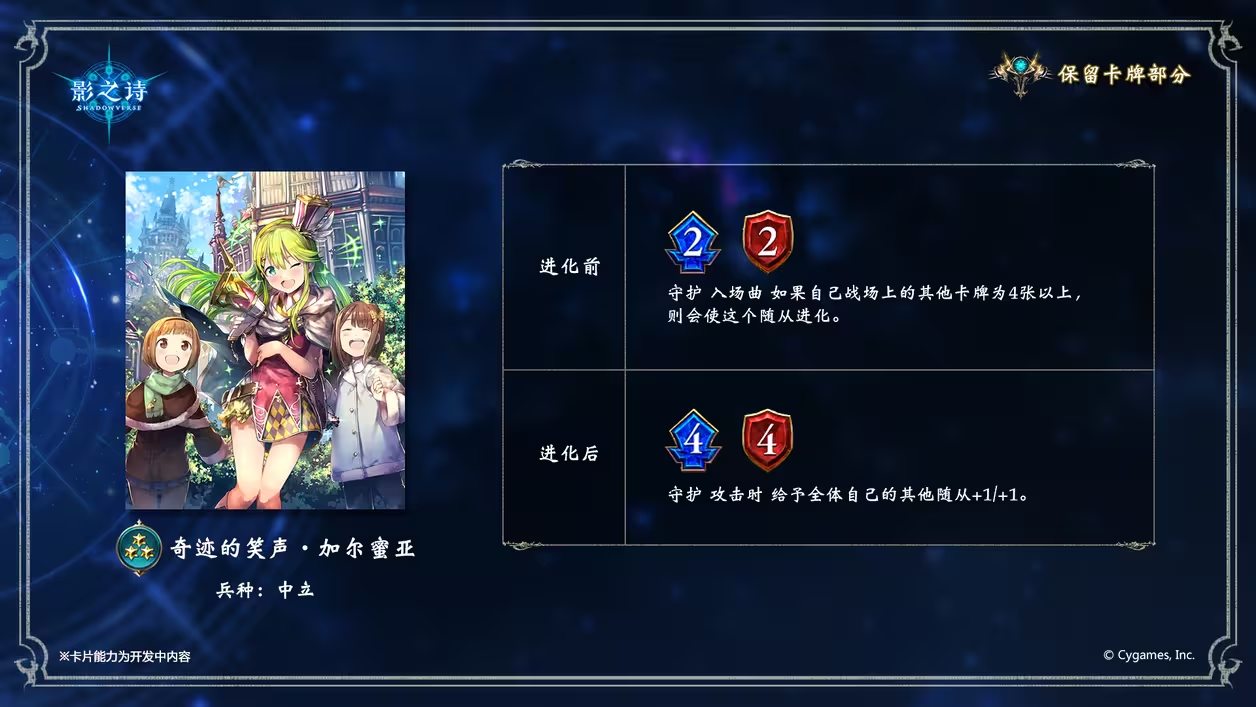 影之诗
SHADOWVERSE
保留卡牌部分
进化前
2 2
守护 入场曲 如果自己战场上的其他卡牌为4张以上,
则会使这个随从进化。
进化后
4 4
守护 攻击时 给予全体自己的其他随从+1/+1。
奇迹的笑声·加尔蜜亚
兵种: 中立
※卡片能力为开发中内容
© Cygames, Inc.